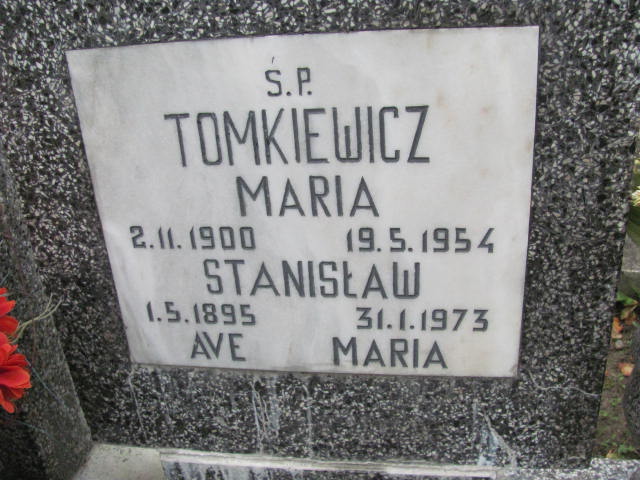 Ś.P.
TOMKIEWICZ
MARIA
2.11.1900 19.5.1954
STANISŁAW
1.5.1895 31.1.1973
AVE MARIA